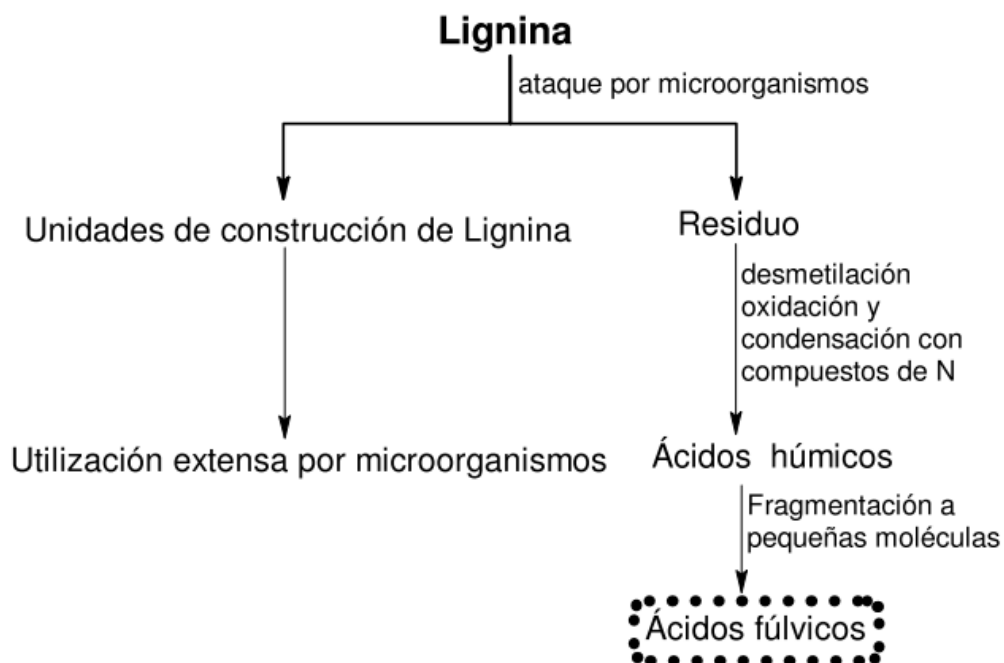 Lignina
ataque por microorganismos
Unidades de construcción de Lignina
Residuo
desmetilación
oxidación y
condensación con
compuestos de N
Utilización extensa por microorganismos
Ácidos húmicos
Fragmentación a
pequeñas moléculas
Ácidos fúlvicos